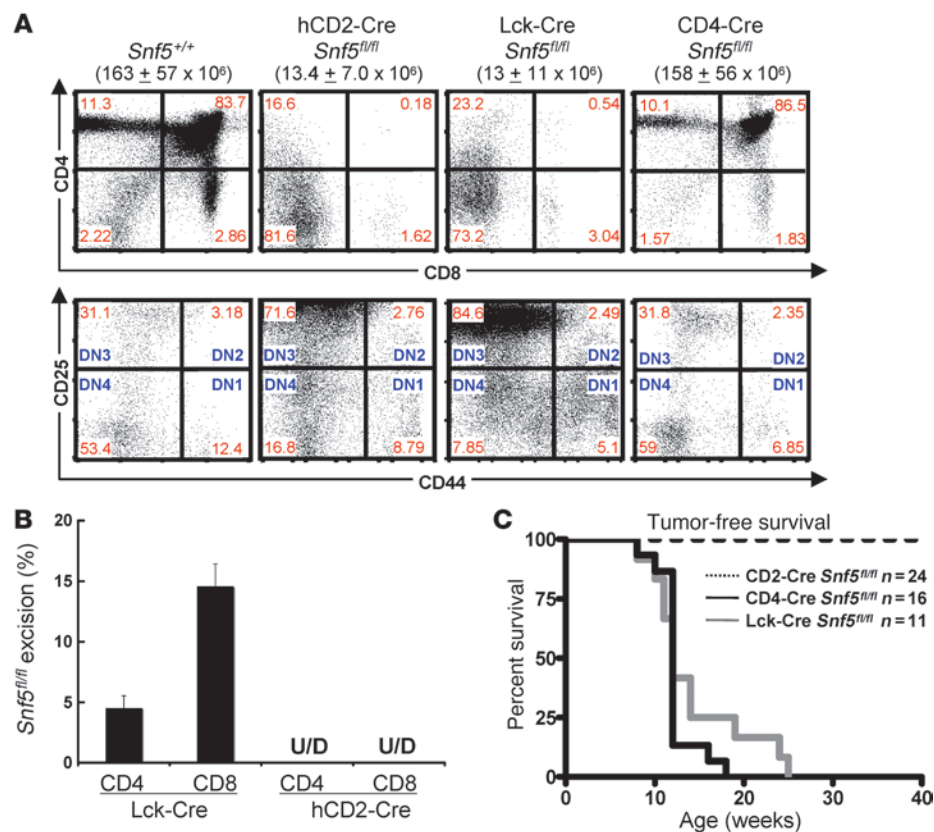 A
Snf5+/+
(163 ± 57 x 10⁶)
hCD2-Cre
Snf5fl/fl
(13.4 ± 7.0 x 10⁶)
Lck-Cre
Snf5fl/fl
(13 ± 11 x 10⁶)
CD4-Cre
Snf5fl/fl
(158 ± 56 x 10⁶)
CD4
11.3 83.7
2.22 2.86
16.6 0.18
81.6 1.62
23.2 0.54
73.2 3.04
10.1 86.5
1.57 1.83
CD8
CD25
31.1 3.18
DN3 DN2
DN4 DN1
53.4 12.4
71.6 2.76
DN3 DN2
DN4 DN1
16.8 8.79
84.6 2.49
DN3 DN2
DN4 DN1
7.85 5.1
31.8 2.35
DN3 DN2
DN4 DN1
59 6.85
CD44
B
Snf5fl/fl excision (%)
20
15
10
5
0
U/D U/D
CD4 CD8 CD4 CD8
Lck-Cre hCD2-Cre
C
Tumor-free survival
CD2-Cre Snf5fl/fl n = 24
CD4-Cre Snf5fl/fl n = 16
Lck-Cre Snf5fl/fl n = 11
Percent survival
100
75
50
25
0
0 10 20 30 40
Age (weeks)